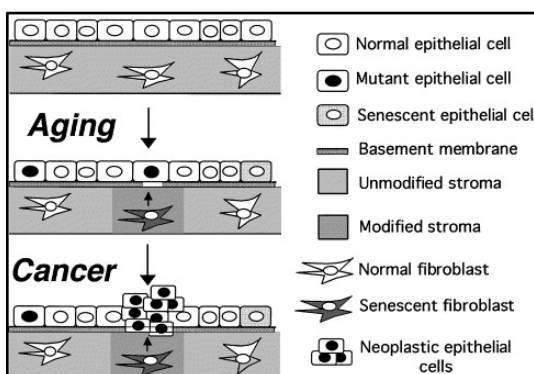 Normal epithelial cell
Mutant epithelial cell
Aging
Senescent epithelial cel
Basement membrane
Unmodified stroma
Modified stroma
Cancer
Normal fibroblast
Senescent fibroblast
Neoplastic epithelial
cells